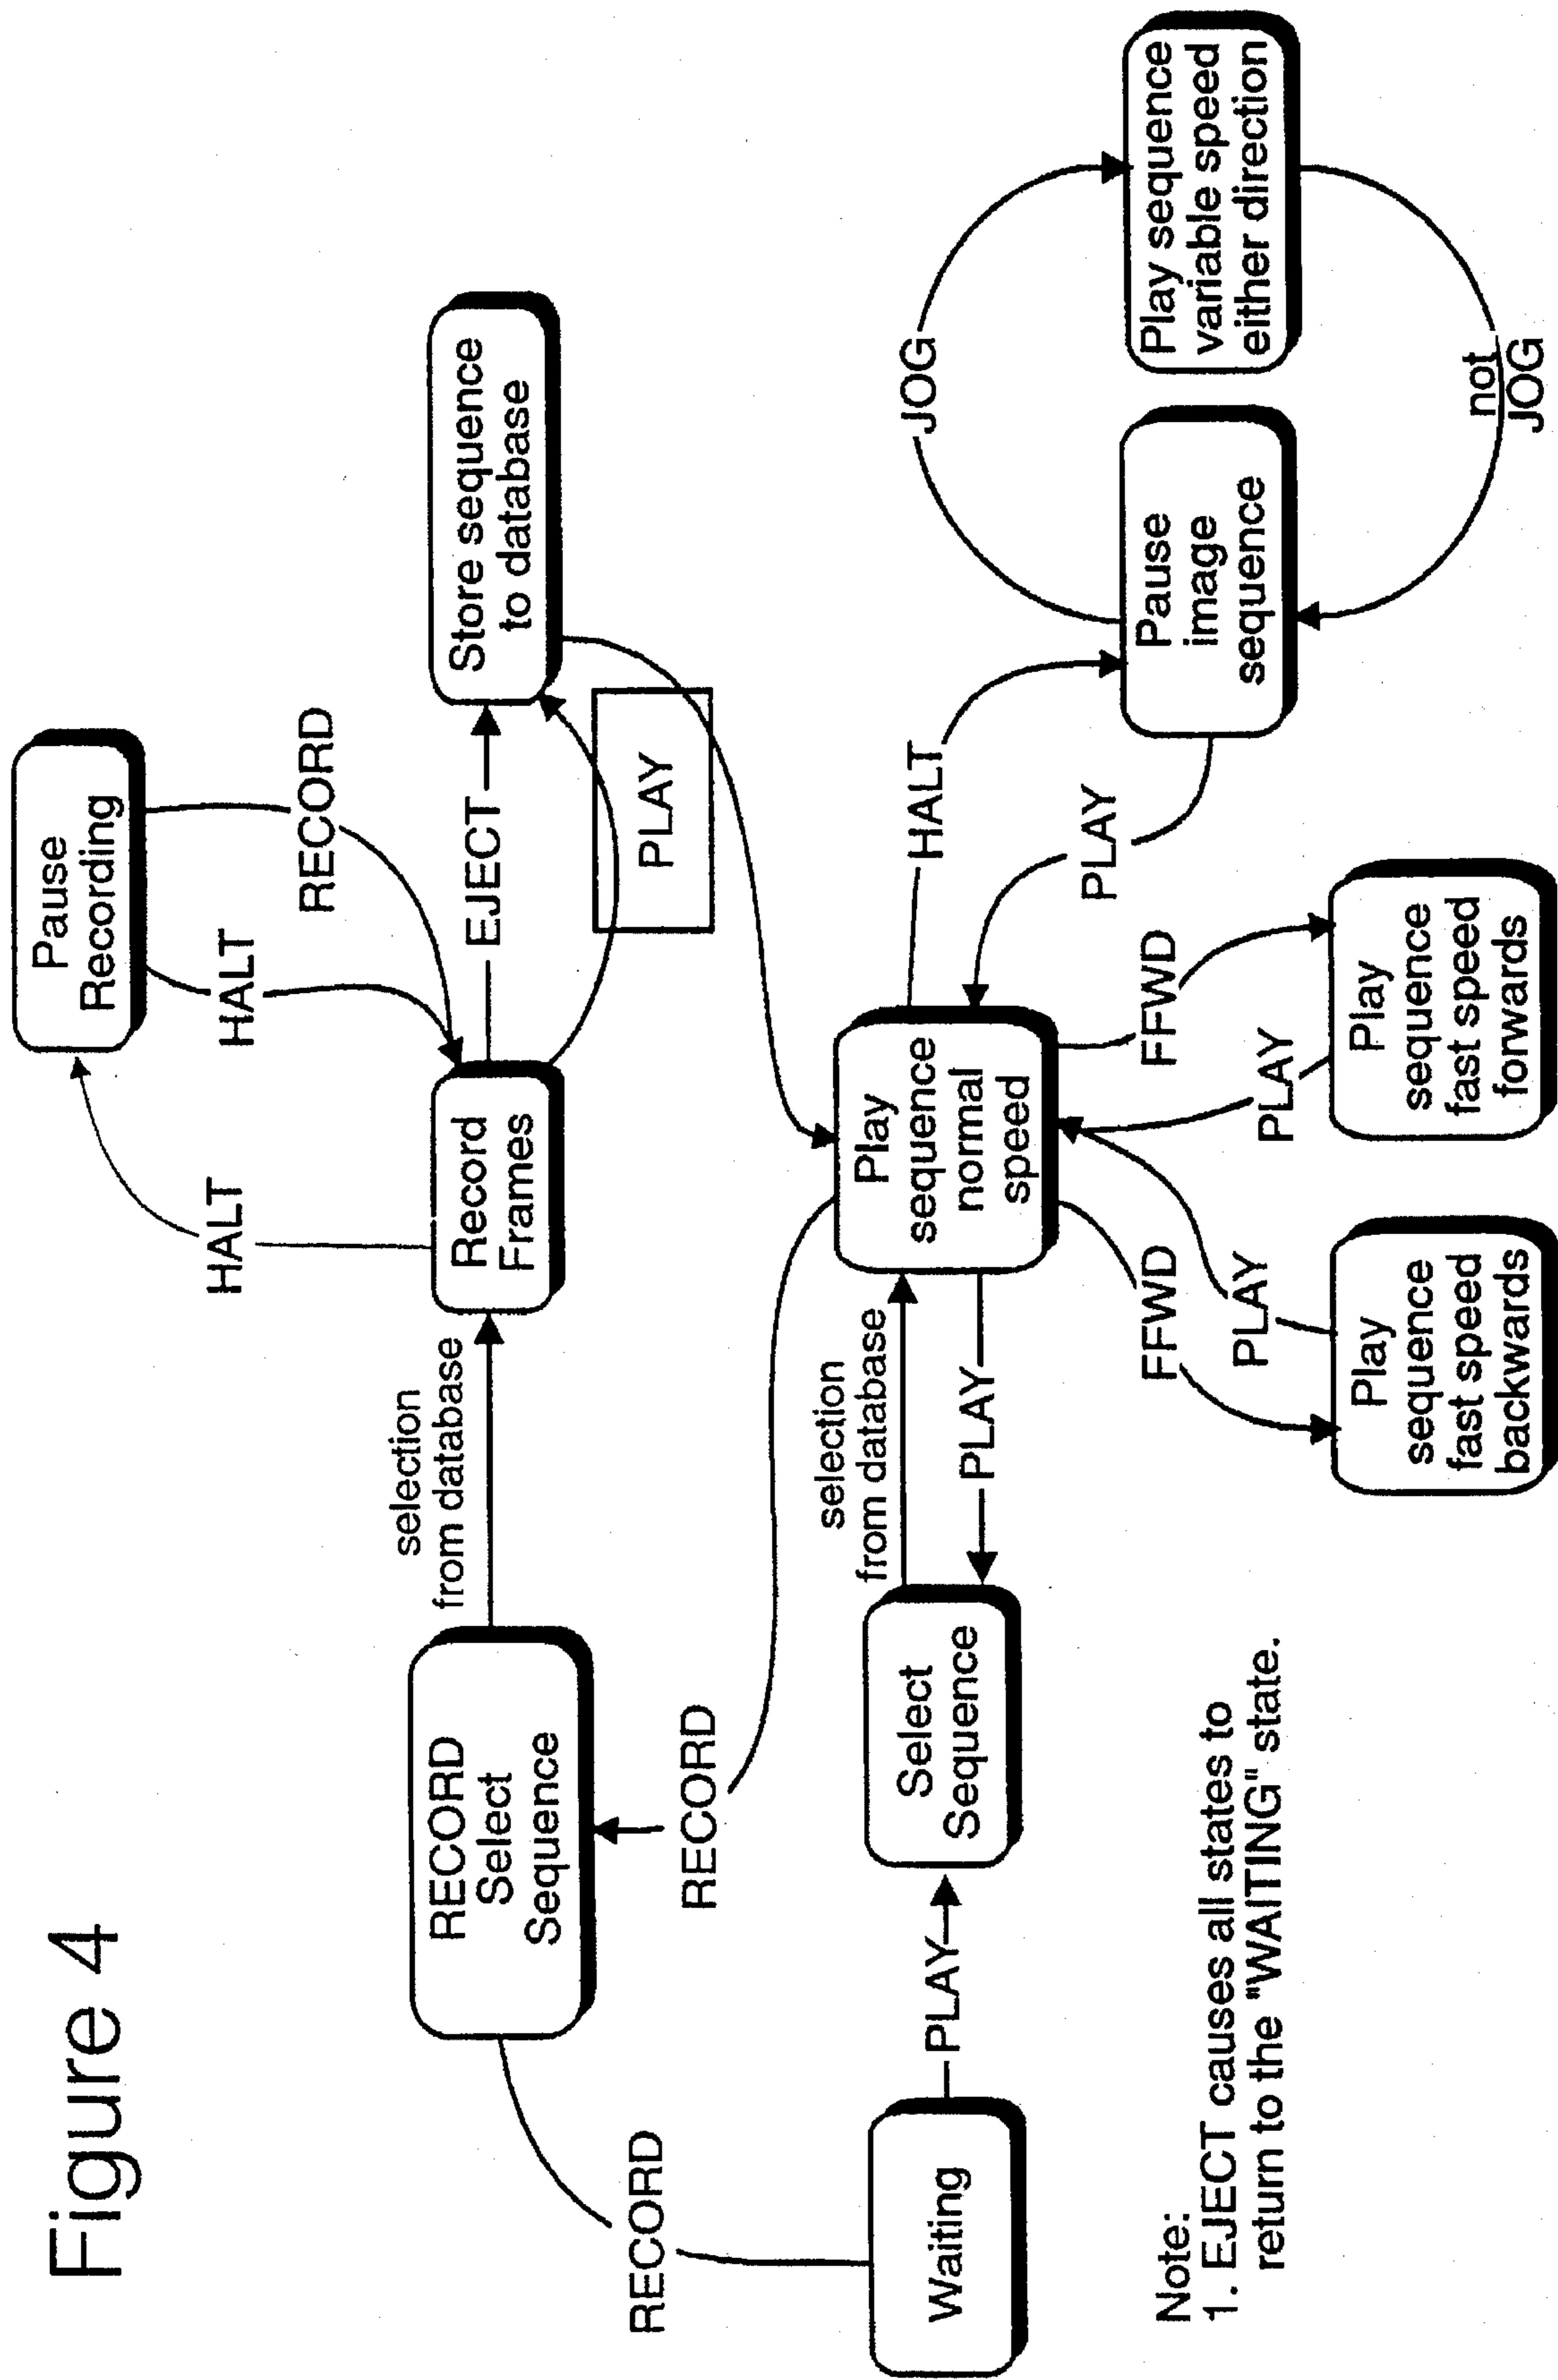 Figure 4
Pause
Recording
HALT
HALT
RECORD
RECORD
Select
Sequence
selection
from database
Record
Frames
EJECT
Store sequence
to database
PLAY
RECORD
RECORD
Waiting
PLAY
Select
Sequence
selection
from database
PLAY
Play
sequence
normal
speed
HALT
PLAY
JOG
Pause
image
sequence
Play sequence
variable speed
either direction
not
JOG
FFWD
PLAY
FFWD
PLAY
Play
sequence
fast speed
backwards
Play
sequence
fast speed
forwards
Note:
1. EJECT causes all states to
return to the "WAITING" state.